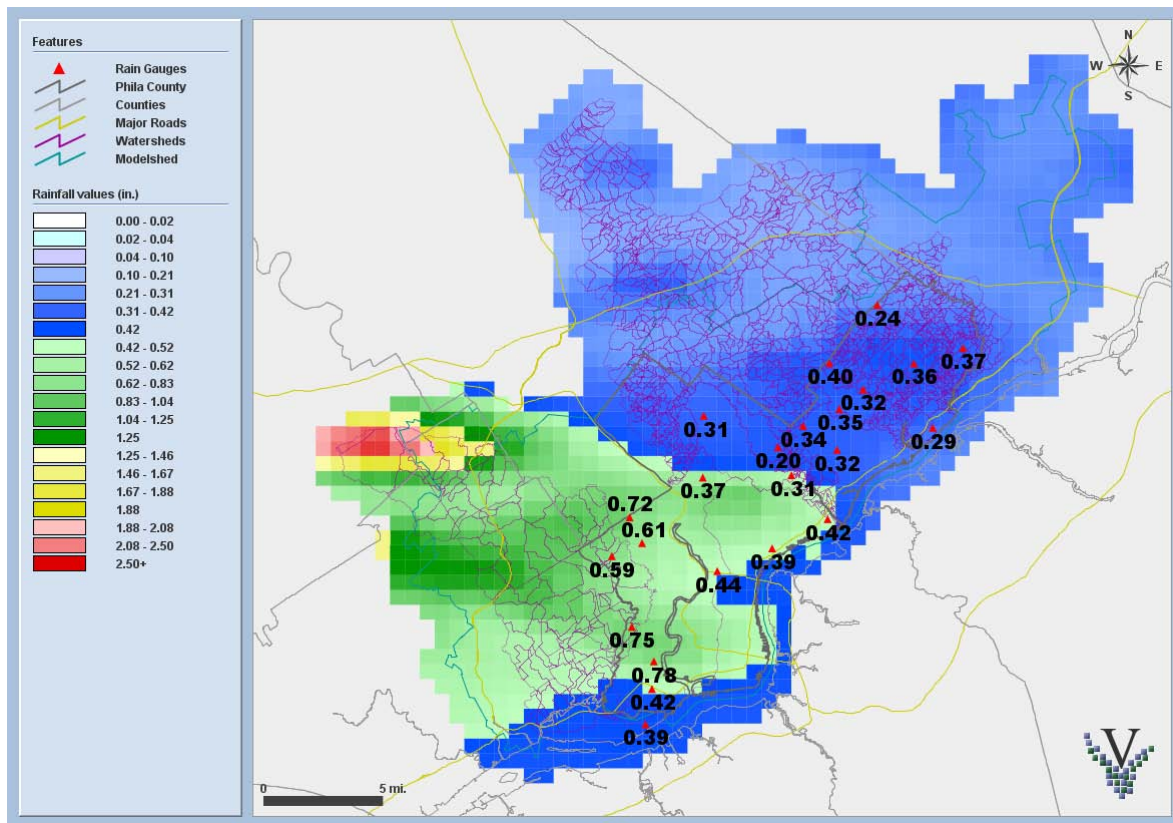 Features
Rain Gauges
Phila County
Counties
Major Roads
Watersheds
Modelshed
Rainfall values (in.)
0.00 - 0.02
0.02 - 0.04
0.04 - 0.10
0.10 - 0.21
0.21 - 0.31
0.31 - 0.42
0.42
0.42 - 0.52
0.52 - 0.62
0.62 - 0.83
0.83 - 1.04
1.04 - 1.25
1.25
1.25 - 1.46
1.46 - 1.67
1.67 - 1.88
1.88
1.88 - 2.08
2.08 - 2.50
2.50+
N
W E
S
0.24
0.37
0.40
0.36
0.32
0.35
0.31
0.34
0.29
0.20
0.32
0.37
0.31
0.72
0.61
0.42
0.39
0.59
0.44
0.75
0.78
0.42
0.39
0 5 mi.
V